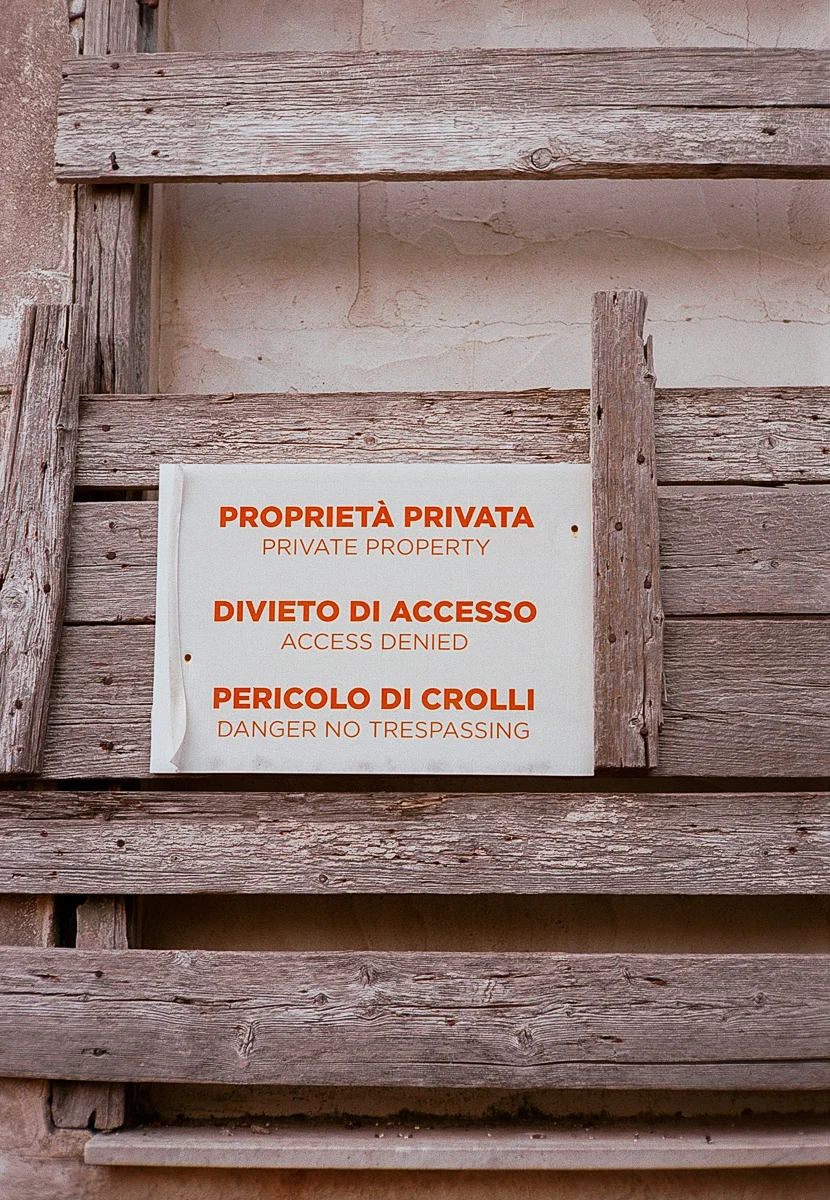 PROPRIETÀ PRIVATA
PRIVATE PROPERTY
DIVIETO DI ACCESSO
ACCESS DENIED
PERICOLO DI CROLLI
DANGER NO TRESPASSING